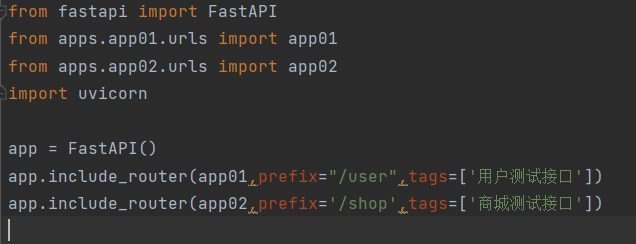 from fastapi import FastAPI
from apps.app01.urls import app01
from apps.app02.urls import app02
import uvicorn
app = FastAPI()
app.include_router(app01,prefix="/user",tags=['用户测试接口'])
app.include_router(app02,prefix='/shop',tags=['商城测试接口'])